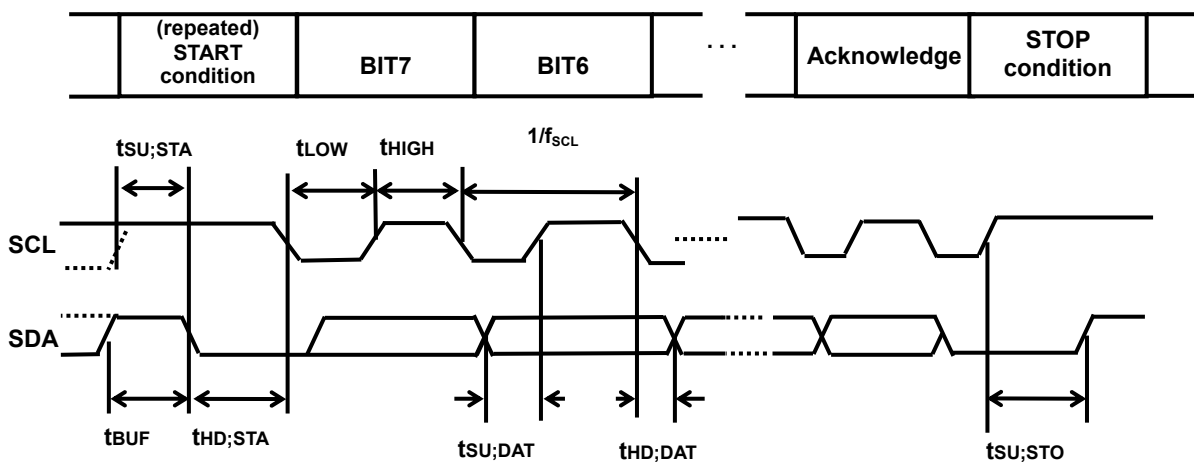 (repeated)
START
condition
BIT7
BIT6
...
Acknowledge
STOP
condition
tSU;STA
tLOW
tHIGH
1/fSCL
SCL
SDA
tBUF
tHD;STA
tSU;DAT
tHD;DAT
tSU;STO